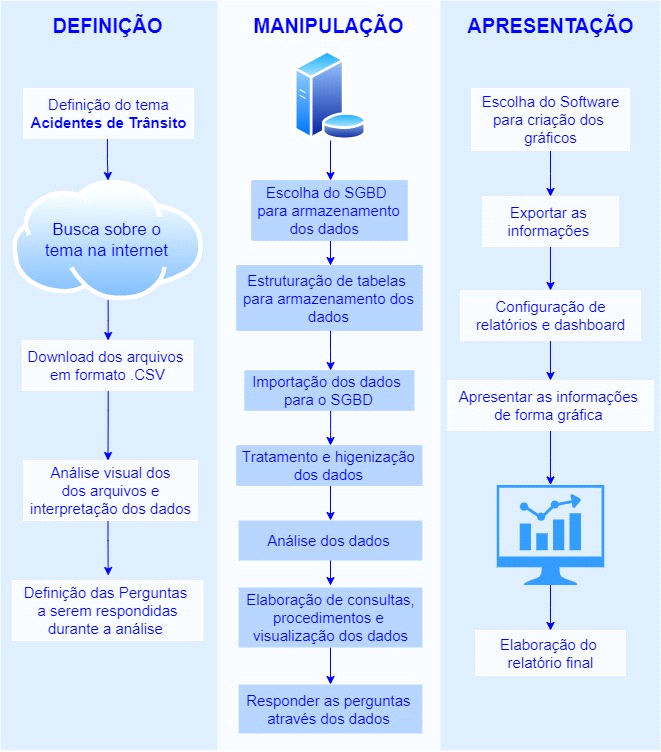 DEFINIÇÃO
Definição do tema
Acidentes de Trânsito
Busca sobre o
tema na internet
Download dos arquivos
em formato .CSV
Análise visual dos
dos arquivos e
interpretação dos dados
Definição das Perguntas
a serem respondidas
durante a análise
MANIPULAÇÃO
Escolha do SGBD
para armazenamento
dos dados
Estruturação de tabelas
para armazenamento dos
dados
Importação dos dados
para o SGBD
Tratamento e higenização
dos dados
Análise dos dados
Elaboração de consultas,
procedimentos e
visualização dos dados
Responder as perguntas
através dos dados
APRESENTAÇÃO
Escolha do Software
para criação dos
gráficos
Exportar as
informações
Configuração de
relatórios e dashboard
Apresentar as informações
de forma gráfica
Elaboração do
relatório final